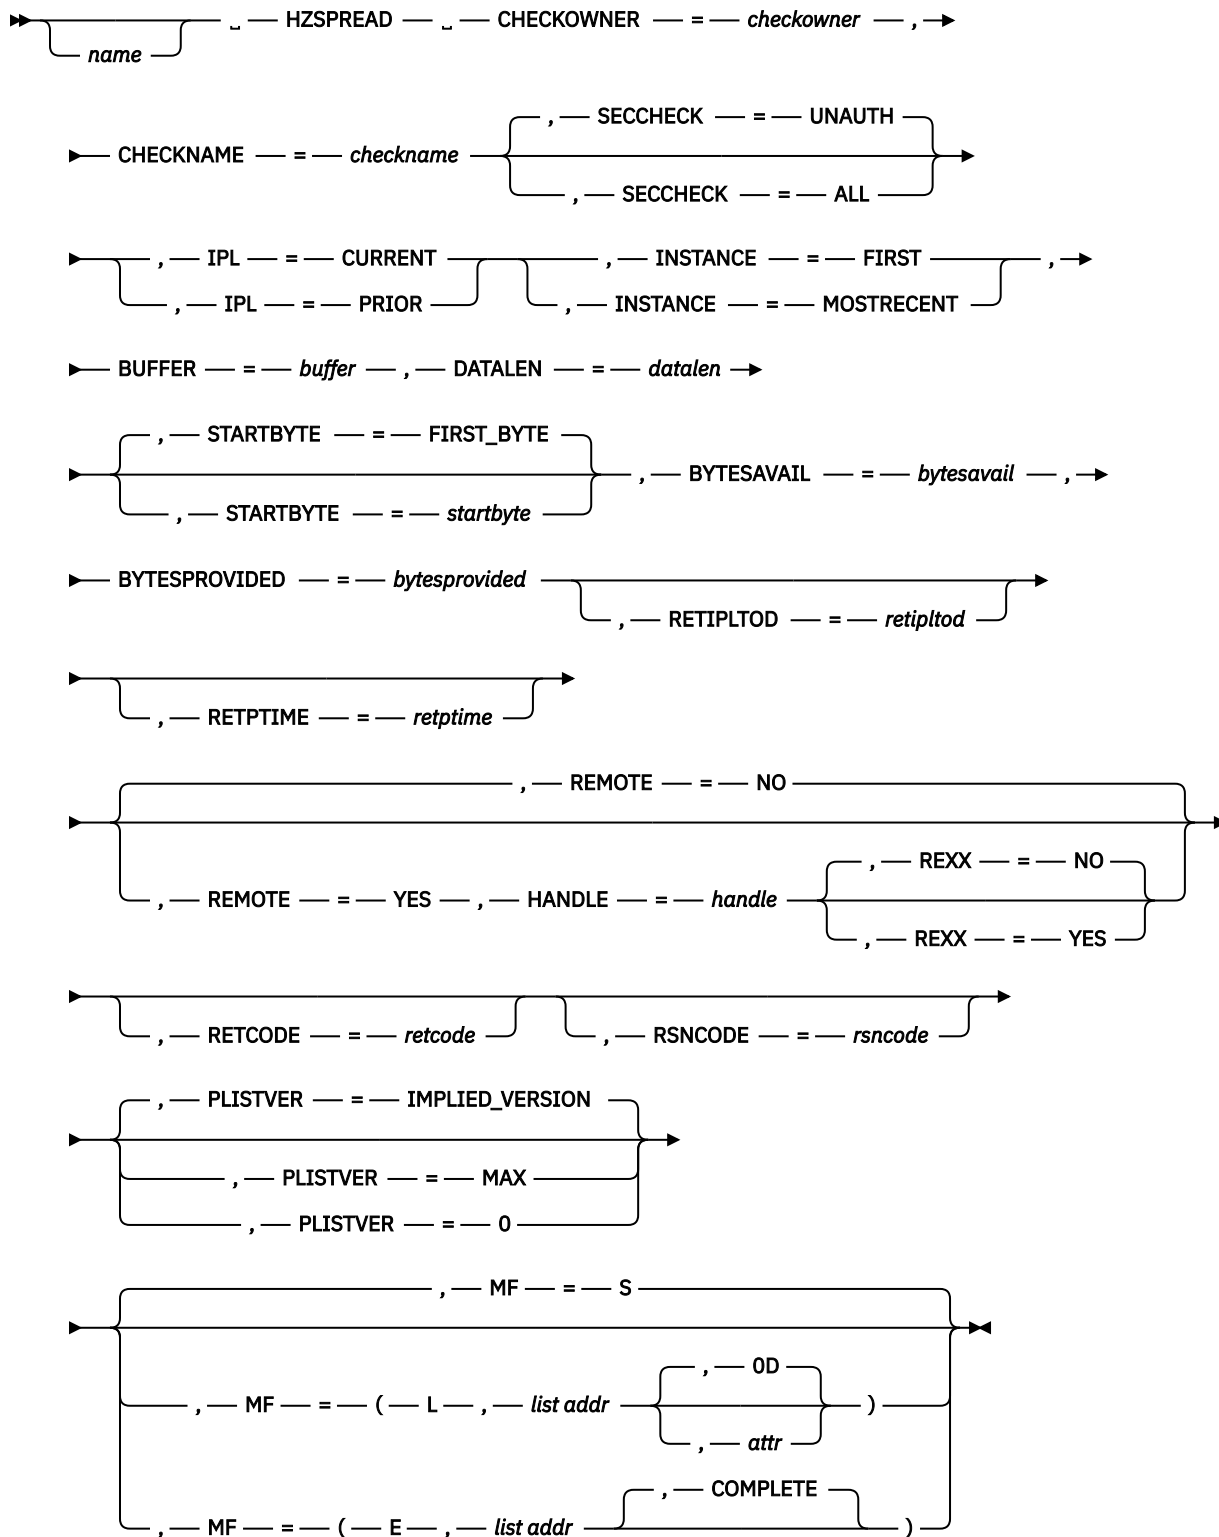 ␣ HZSPREAD ␣ CHECKOWNER = checkowner ,
name
, SECCHECK = UNAUTH
CHECKNAME = checkname
, SECCHECK = ALL
, IPL = CURRENT , INSTANCE = FIRST ,
, IPL = PRIOR , INSTANCE = MOSTRECENT
BUFFER = buffer , DATALEN = datalen
, STARTBYTE = FIRST_BYTE
, BYTESAVAIL = bytesavail ,
, STARTBYTE = startbyte
BYTESPROVIDED = bytesprovided
, RETIPLTOD = retipltod
, RETPTIME = retptime
, REMOTE = NO
, REXX = NO
, REMOTE = YES , HANDLE = handle
, REXX = YES
, RETCODE = retcode , RSNCODE = rsncode
, PLISTVER = IMPLIED_VERSION
, PLISTVER = MAX
, PLISTVER = 0
, MF = S
, 0D
, MF = ( L , list addr )
, attr
, COMPLETE
, MF = ( E , list addr )